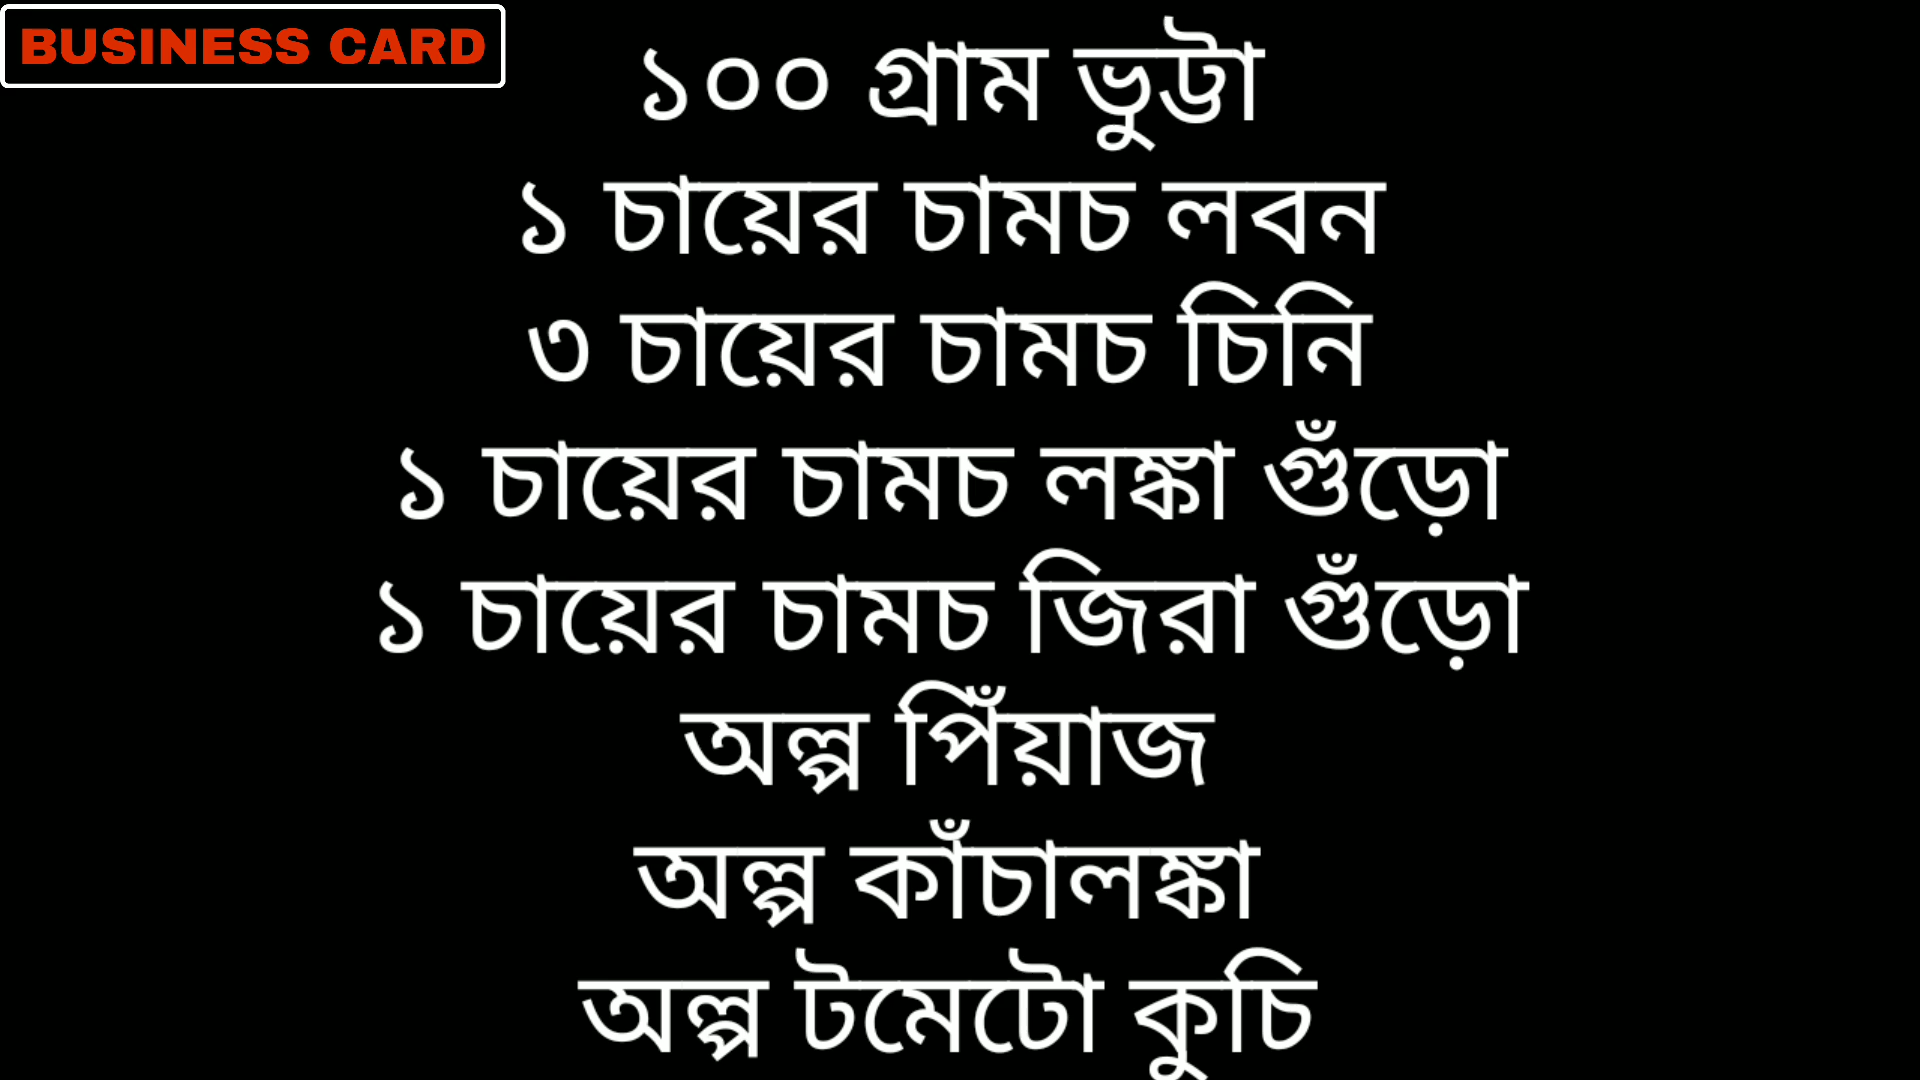 BUSINESS CARD
১০০ গ্রাম ভুট্টা
১ চায়ের চামচ লবন
৩ চায়ের চামচ চিনি
১ চায়ের চামচ লঙ্কা গুঁড়ো
১ চায়ের চামচ জিরা গুঁড়ো
অল্প পিঁয়াজ
অল্প কাঁচালঙ্কা
অল্প টমেটো কুচি